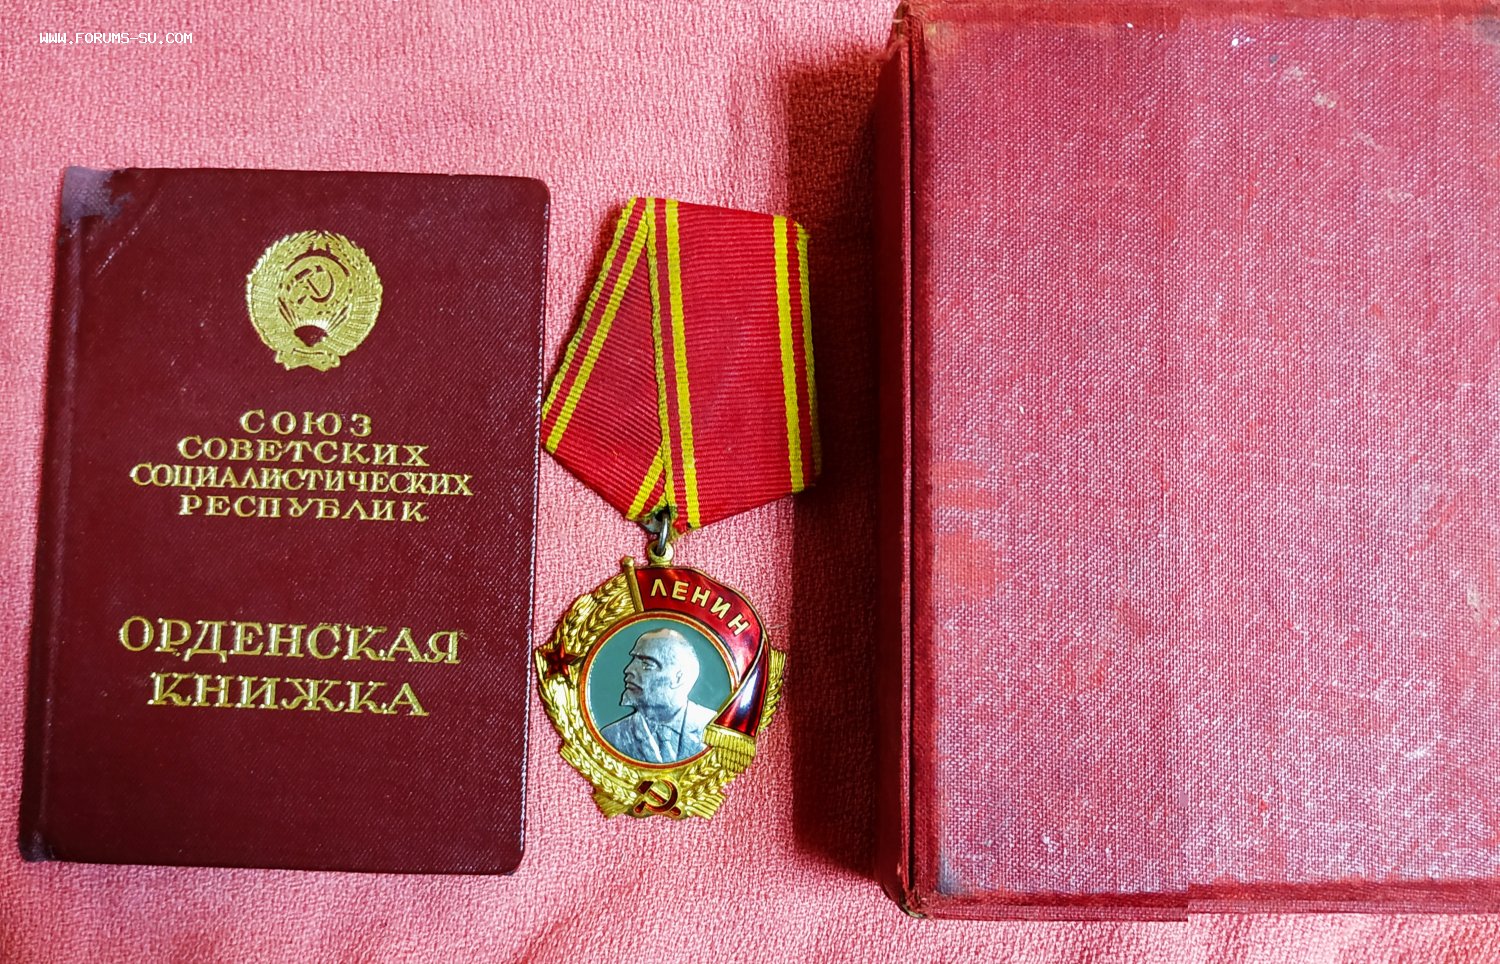 WWW.FORUMS-SU.COM
СОЮЗ
СОВЕТСКИХ
СОЦИАЛИСТИЧЕСКИХ
РЕСПУБЛИК
ОРДЕНСКАЯ
КНИЖКА
ЛЕНИН